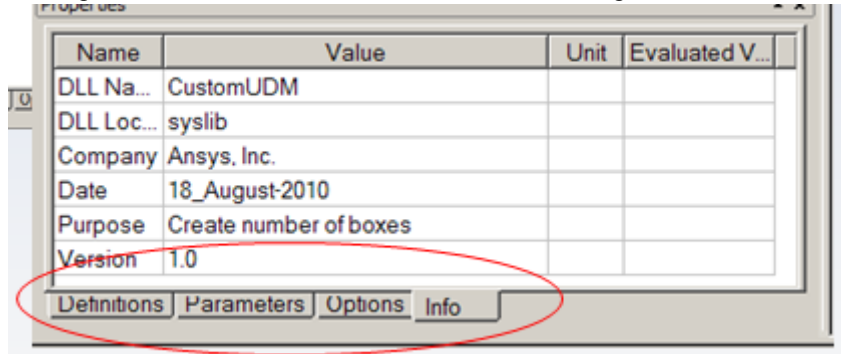 Properties
Name Value Unit Evaluated V...
DLL Na... CustomUDM
DLL Loc... syslib
Company Ansys, Inc.
Date 18_August-2010
Purpose Create number of boxes
Version 1.0
Definitions Parameters Options Info